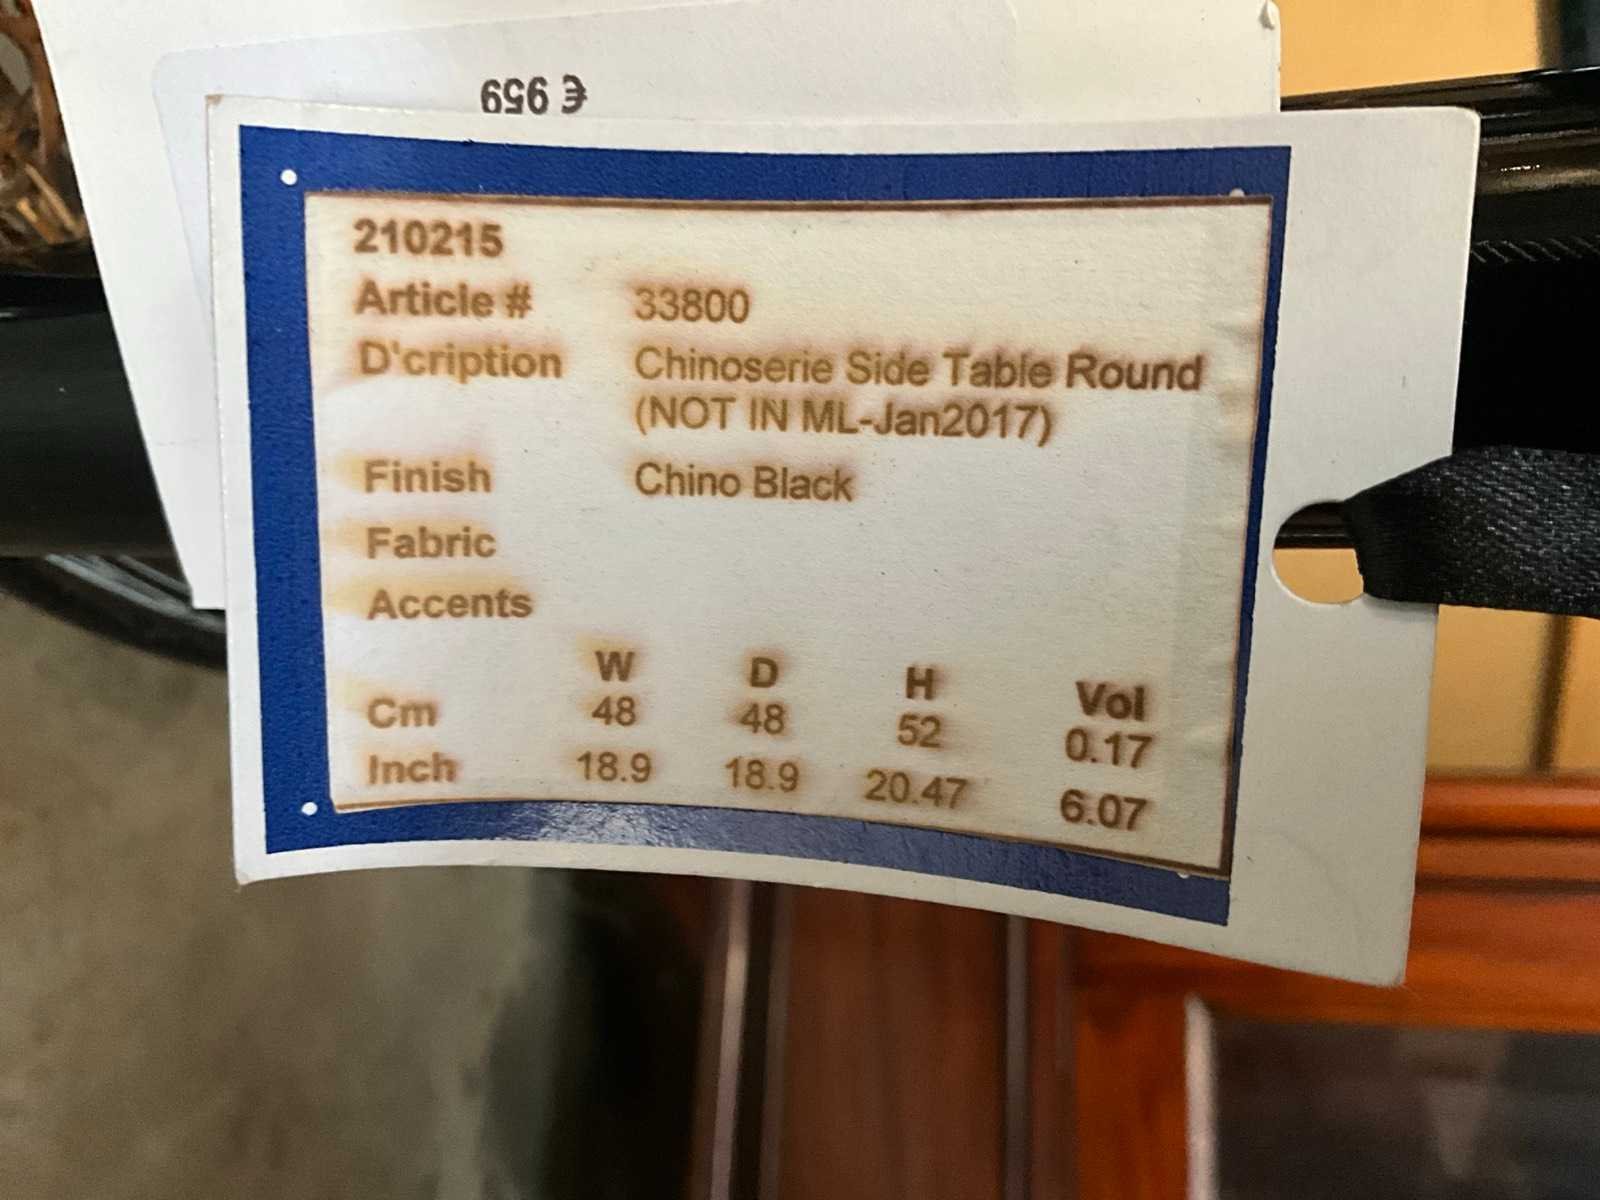 € 959
210215
Article # 33800
D'cription Chinoserie Side Table Round
(NOT IN ML-Jan2017)
Finish Chino Black
Fabric
Accents
W D H Vol
Cm 48 48 52 0.17
Inch 18.9 18.9 20.47 6.07